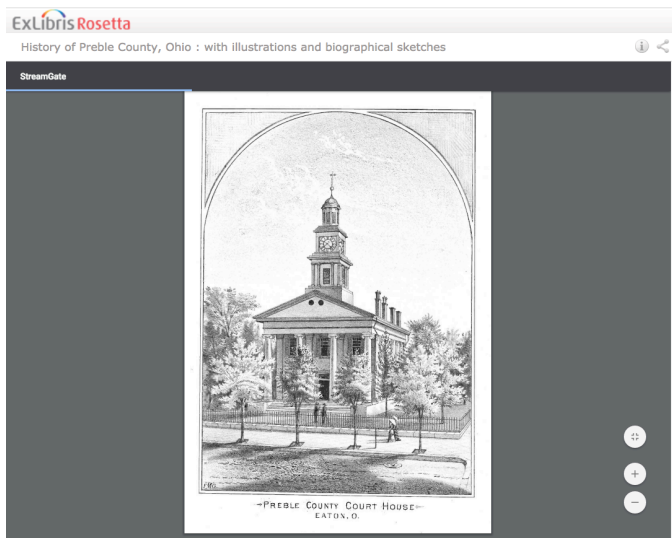 ExLibris Rosetta
History of Preble County, Ohio : with illustrations and biographical sketches
StreamGate
PREBLE COUNTY COURT HOUSE
EATON, O.